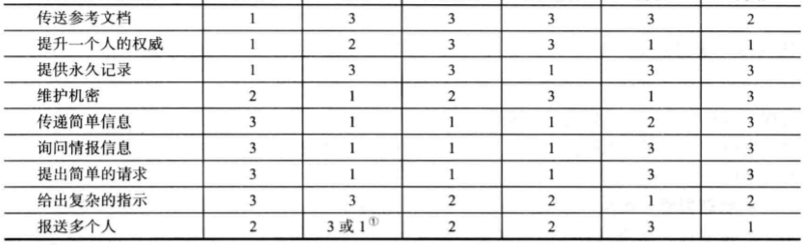 传送参考文档 1 3 3 3 3 2
提升一个人的权威 1 2 3 3 1 1
提供永久记录 1 3 3 1 3 3
维护机密 2 1 2 3 1 3
传递简单信息 3 1 1 1 2 3
询问情报信息 3 1 1 1 3 3
提出简单的请求 3 1 1 1 3 3
给出复杂的指示 3 3 2 2 1 2
报送多个人 2 3 或 1① 2 2 3 1